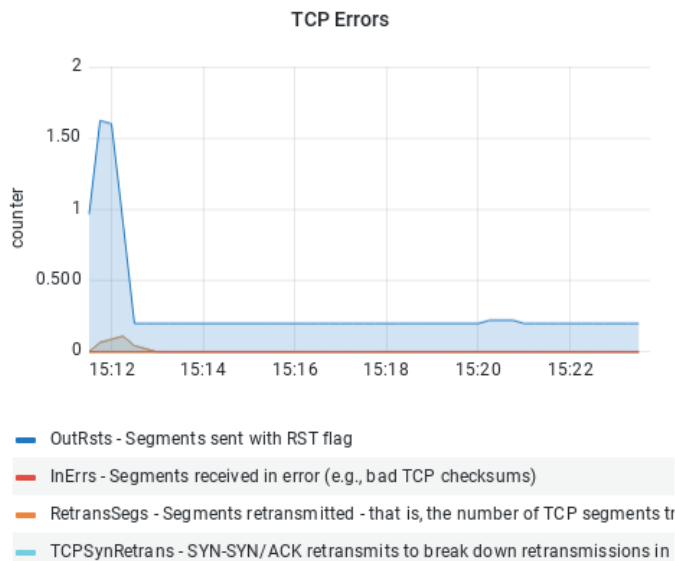 TCP Errors
2
1.50
1
0.500
0
counter
15:12 15:14 15:16 15:18 15:20 15:22
OutRsts - Segments sent with RST flag
InErrs - Segments received in error (e.g., bad TCP checksums)
RetransSegs - Segments retransmitted - that is, the number of TCP segments
TCPSynRetrans - SYN-SYN/ACK retransmits to break down retransmissions in